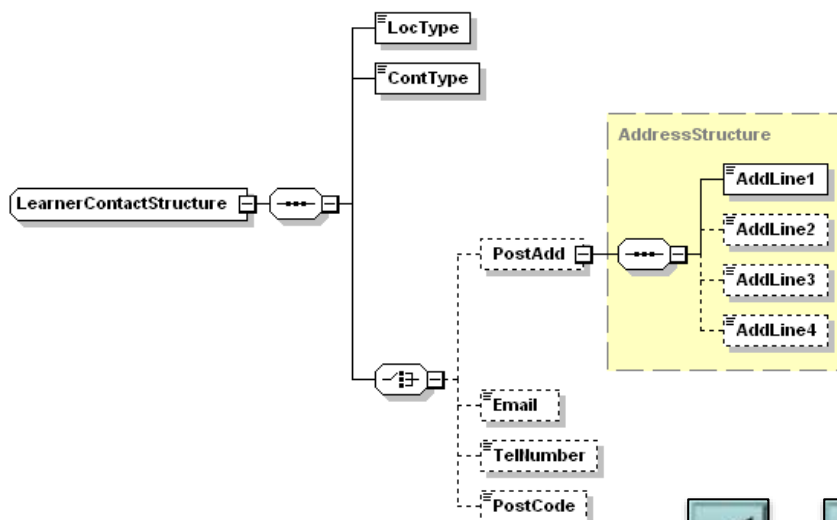 LocType
ContType
AddressStructure
AddLine1
LearnerContactStructure
AddLine2
PostAdd
AddLine3
AddLine4
Email
TelNumber
PostCode